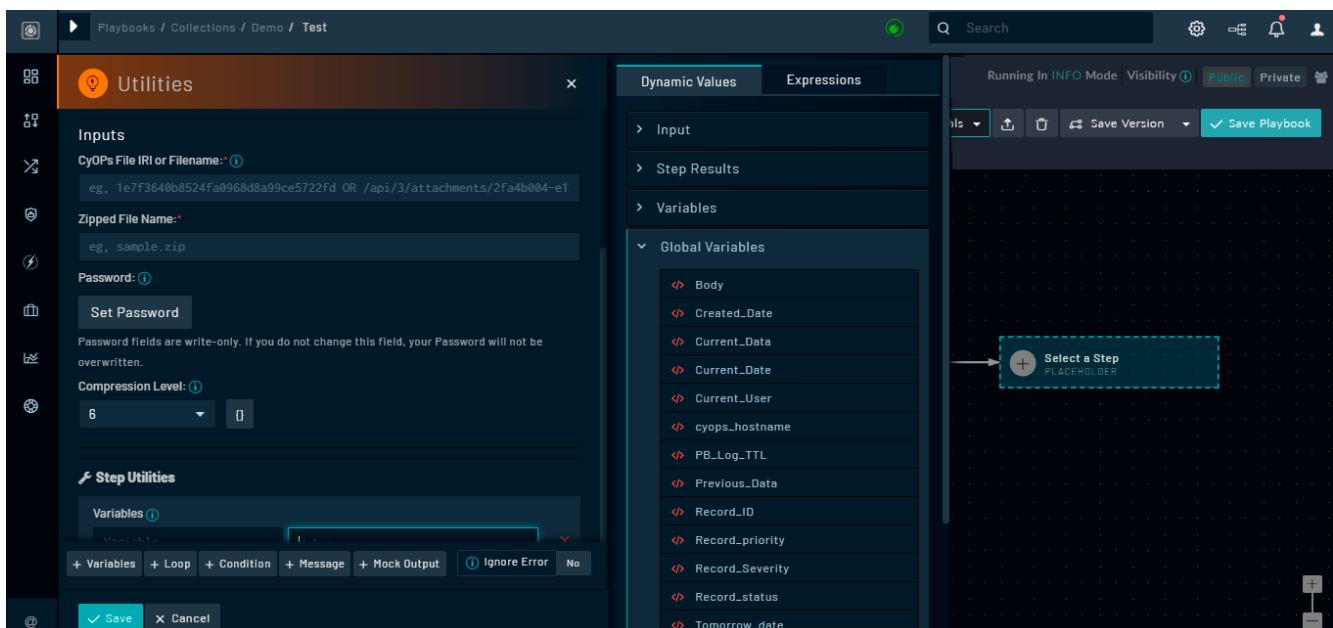 Playbooks / Collections / Demo / Test
Search
Utilities
Inputs
CyOPs File IRI or Filename:*
eg, 1e7f3640b8524fa0968d8a99ce5722fd OR /api/3/attachments/2fa4b004-e1
Zipped File Name:*
eg, sample.zip
Password:
Set Password
Password fields are write-only. If you do not change this field, your Password will not be
overwritten.
Compression Level:
6
{}
Step Utilities
Variables
Variable
+ Variables
+ Loop
+ Condition
+ Message
+ Mock Output
Ignore Error
No
Save
Cancel
Dynamic Values
Expressions
Input
Step Results
Variables
Global Variables
</> Body
</> Created_Date
</> Current_Data
</> Current_Date
</> Current_User
</> cyops_hostname
</> PB_Log_TTL
</> Previous_Data
</> Record_ID
</> Record_priority
</> Record_Severity
</> Record_status
</> Tomorrow_date
Running In INFO Mode
Visibility
Public
Private
Save Version
Save Playbook
Select a Step
PLACEHOLDER
@